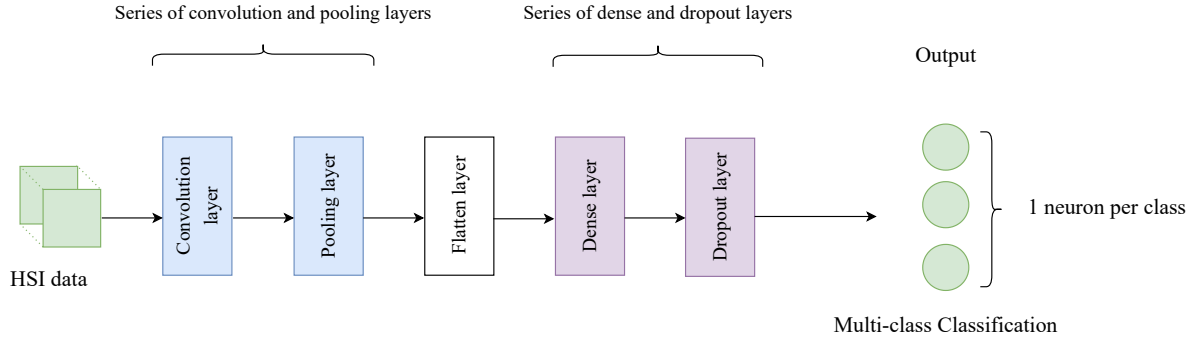 Series of convolution and pooling layers
Series of dense and dropout layers
Output
Convolution
layer
Pooling layer
Flatten layer
Dense layer
Dropout layer
1 neuron per class
HSI data
Multi-class Classification